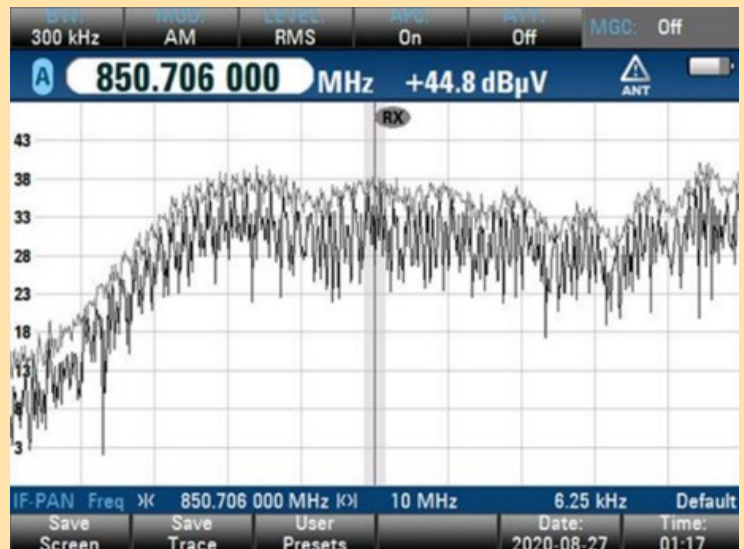 BW: MOD: LEVEL: AFC: ATT: MGC: Off
300 kHz AM RMS On Off
A 850.706 000 MHz +44.8 dBµV ANT
RX
43
38
33
28
23
18
13
8
3
IF-PAN Freq 850.706 000 MHz 10 MHz 6.25 kHz Default
Save Save User Date: Time:
Screen Trace Presets 2020-08-27 01:17